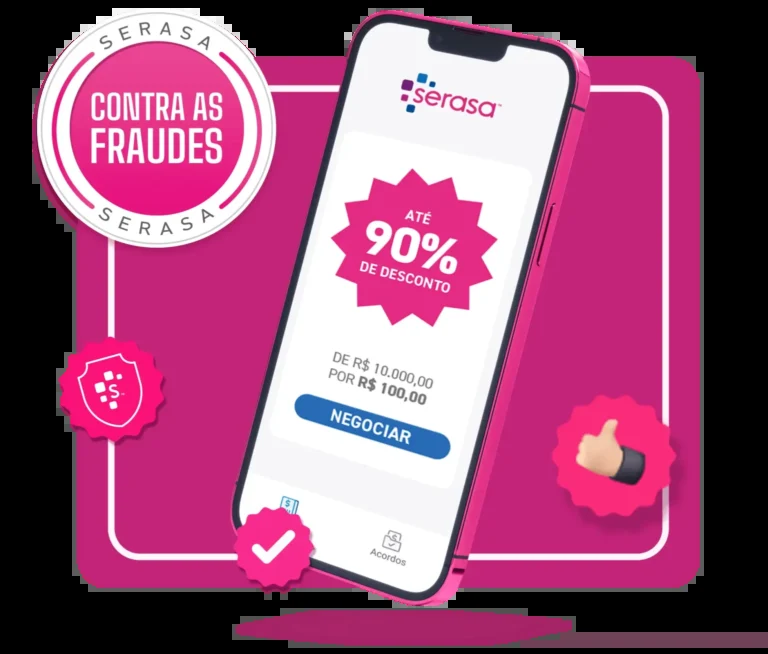 SERASA
CONTRA AS
FRAUDES
SERASA
serasa
ATÉ
90%
DE DESCONTO
DE R$ 10.000,00
POR R$ 100,00
NEGOCIAR
$
Acordos
S